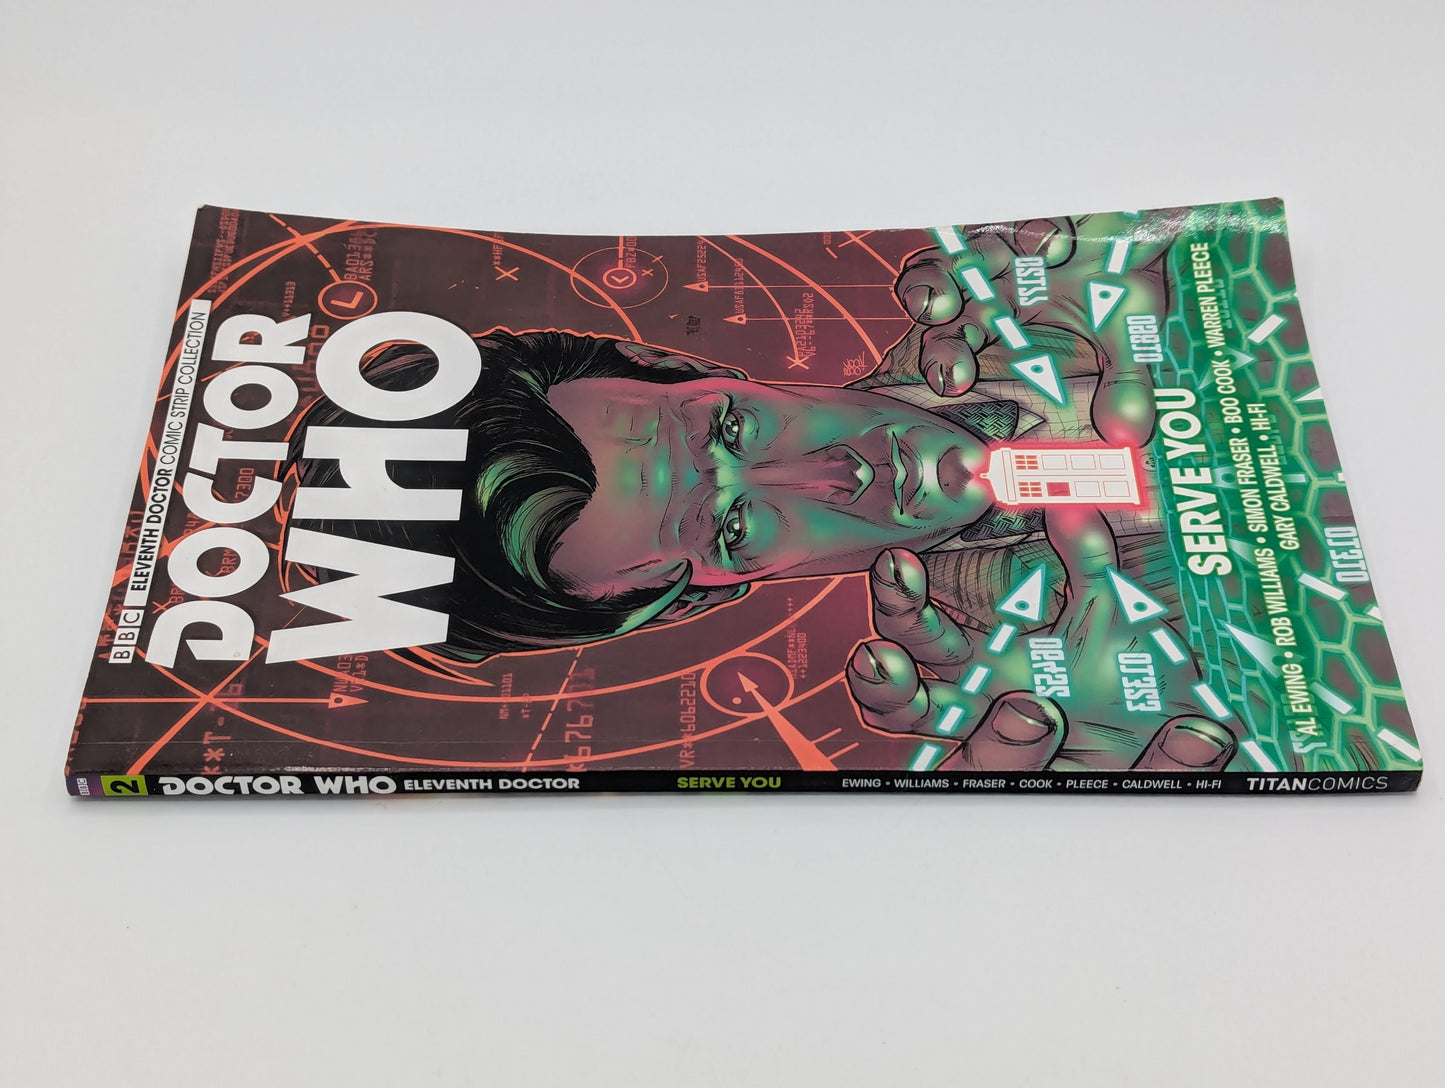 BBC ELEVENTH DOCTOR COMIC STRIP COLLECTION
DOCTOR
WHO
SERVE YOU
AL EWING • ROB WILLIAMS • SIMON FRASER • BOO COOK • WARREN PLEECE
GARY CALDWELL • HI-FI
BBC 2 DOCTOR WHO ELEVENTH DOCTOR SERVE YOU EWING • WILLIAMS • FRASER • COOK • PLEECE • CALDWELL • HI-FI TITANCOMICS